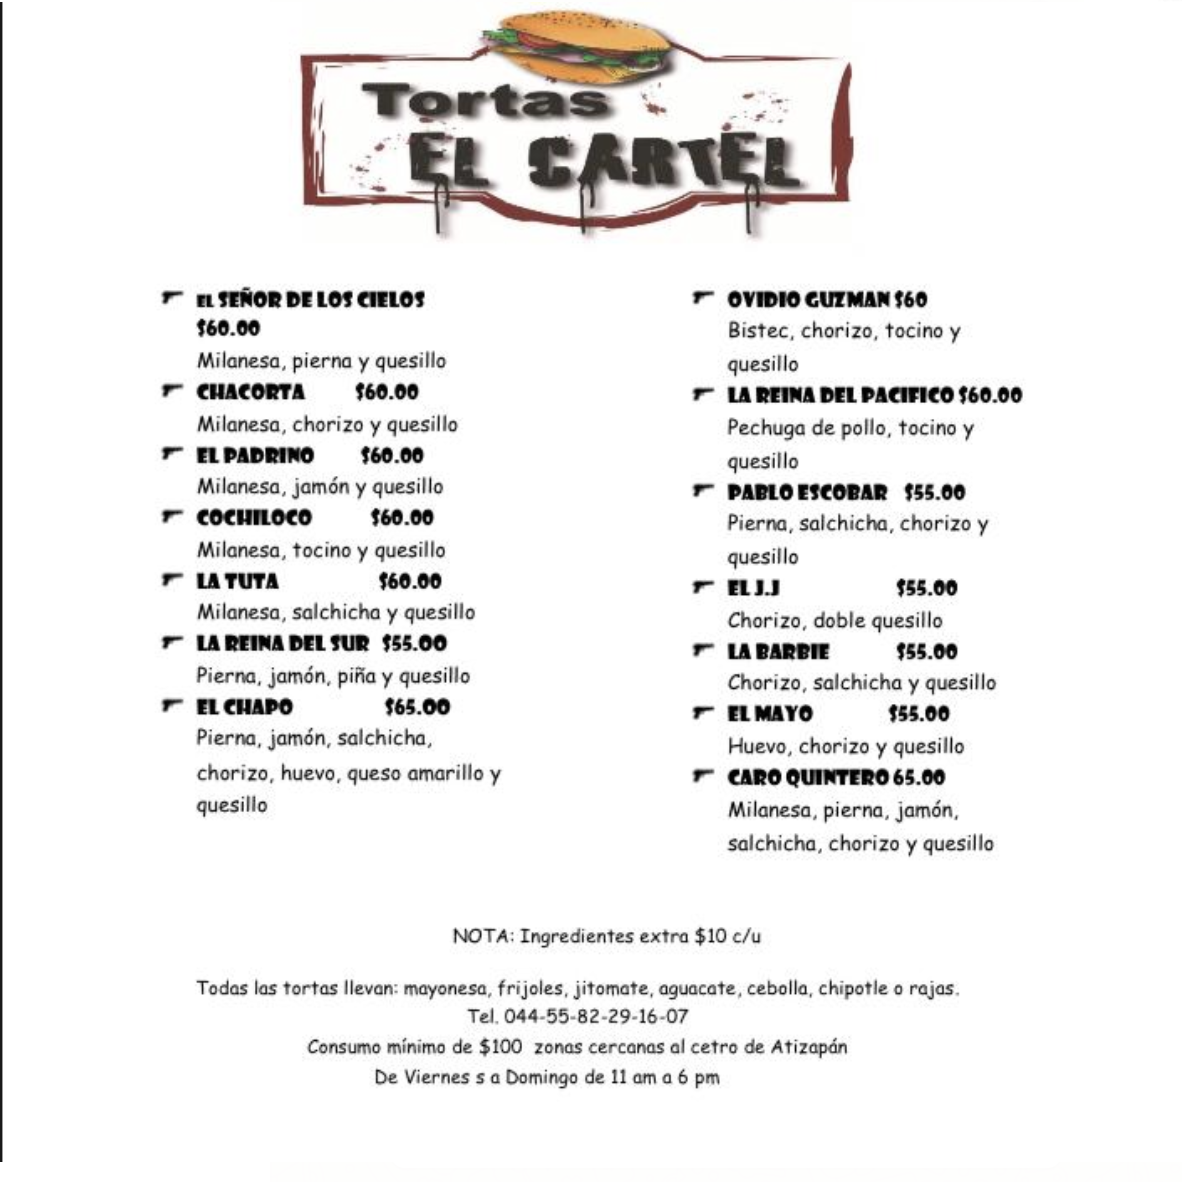 Tortas
EL CARTEL
EL SEÑOR DE LOS CIELOS
$60.00
Milanesa, pierna y quesillo
CHACORTA $60.00
Milanesa, chorizo y quesillo
EL PADRINO $60.00
Milanesa, jamón y quesillo
COCHILOCO $60.00
Milanesa, tocino y quesillo
LA TUTA $60.00
Milanesa, salchicha y quesillo
LA REINA DEL SUR $55.00
Pierna, jamón, piña y quesillo
EL CHAPO $65.00
Pierna, jamón, salchicha,
chorizo, huevo, queso amarillo y
quesillo
OVIDIO GUZMAN $60
Bistec, chorizo, tocino y
quesillo
LA REINA DEL PACIFICO $60.00
Pechuga de pollo, tocino y
quesillo
PABLO ESCOBAR $55.00
Pierna, salchicha, chorizo y
quesillo
EL J.J $55.00
Chorizo, doble quesillo
LA BARBIE $55.00
Chorizo, salchicha y quesillo
EL MAYO $55.00
Huevo, chorizo y quesillo
CARO QUINTERO 65.00
Milanesa, pierna, jamón,
salchicha, chorizo y quesillo
NOTA: Ingredientes extra $10 c/u
Todas las tortas llevan: mayonesa, frijoles, jitomate, aguacate, cebolla, chipotle o rajas.
Tel. 044-55-82-29-16-07
Consumo mínimo de $100 zonas cercanas al cetro de Atizapán
De Viernes s a Domingo de 11 am a 6 pm